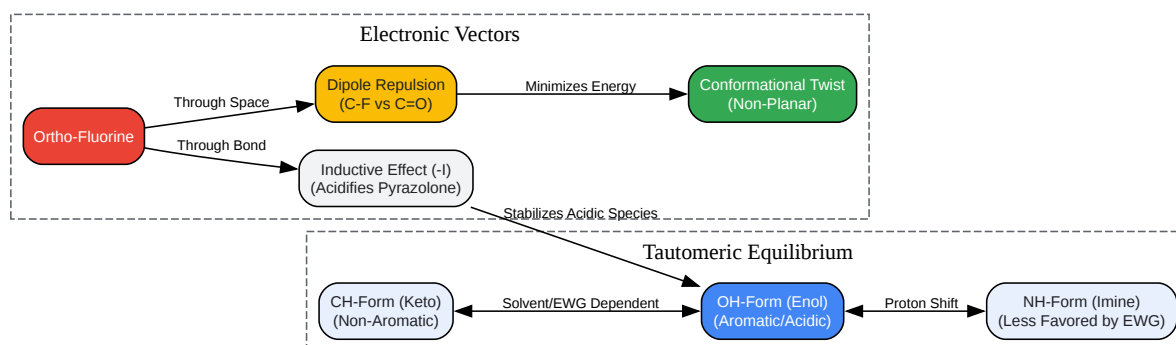 Electronic Vectors
Ortho-Fluorine
Through Space
Through Bond
Dipole Repulsion
(C-F vs C=O)
Minimizes Energy
Conformational Twist
(Non-Planar)
Inductive Effect (-I)
(Acidifies Pyrazolone)
Stabilizes Acidic Species
Tautomeric Equilibrium
CH-Form (Keto)
(Non-Aromatic)
Solvent/EWG Dependent
OH-Form (Enol)
(Aromatic/Acidic)
Proton Shift
NH-Form (Imine)
(Less Favored by EWG)